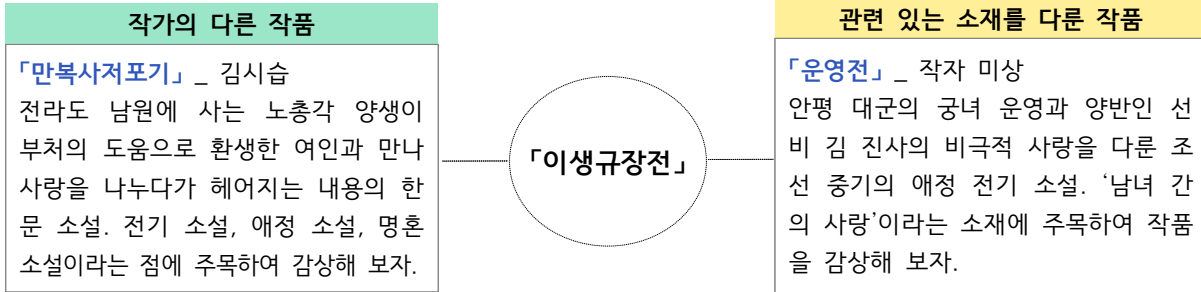 작가의 다른 작품
「만복사저포기」 _ 김시습
전라도 남원에 사는 노총각 양생이
부처의 도움으로 환생한 여인과 만나
사랑을 나누다가 헤어지는 내용의 한
문 소설. 전기 소설, 애정 소설, 명혼
소설이라는 점에 주목하여 감상해 보자.
「이생규장전」
관련 있는 소재를 다룬 작품
「운영전」 _ 작자 미상
안평 대군의 궁녀 운영과 양반인 선
비 김 진사의 비극적 사랑을 다룬 조
선 중기의 애정 전기 소설. ‘남녀 간
의 사랑’이라는 소재에 주목하여 작품
을 감상해 보자.